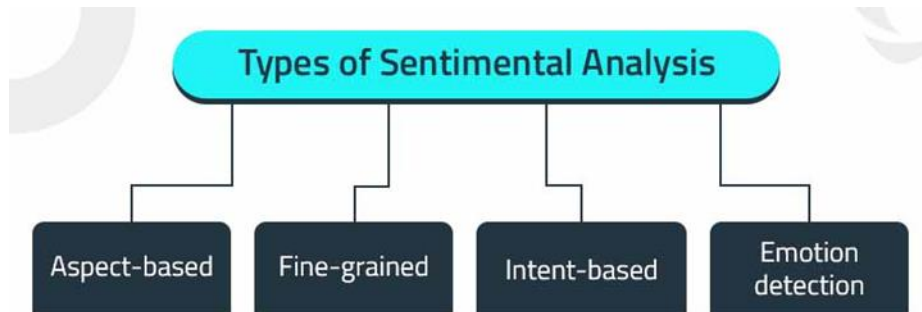 Types of Sentimental Analysis
Aspect-based
Fine-grained
Intent-based
Emotion
detection